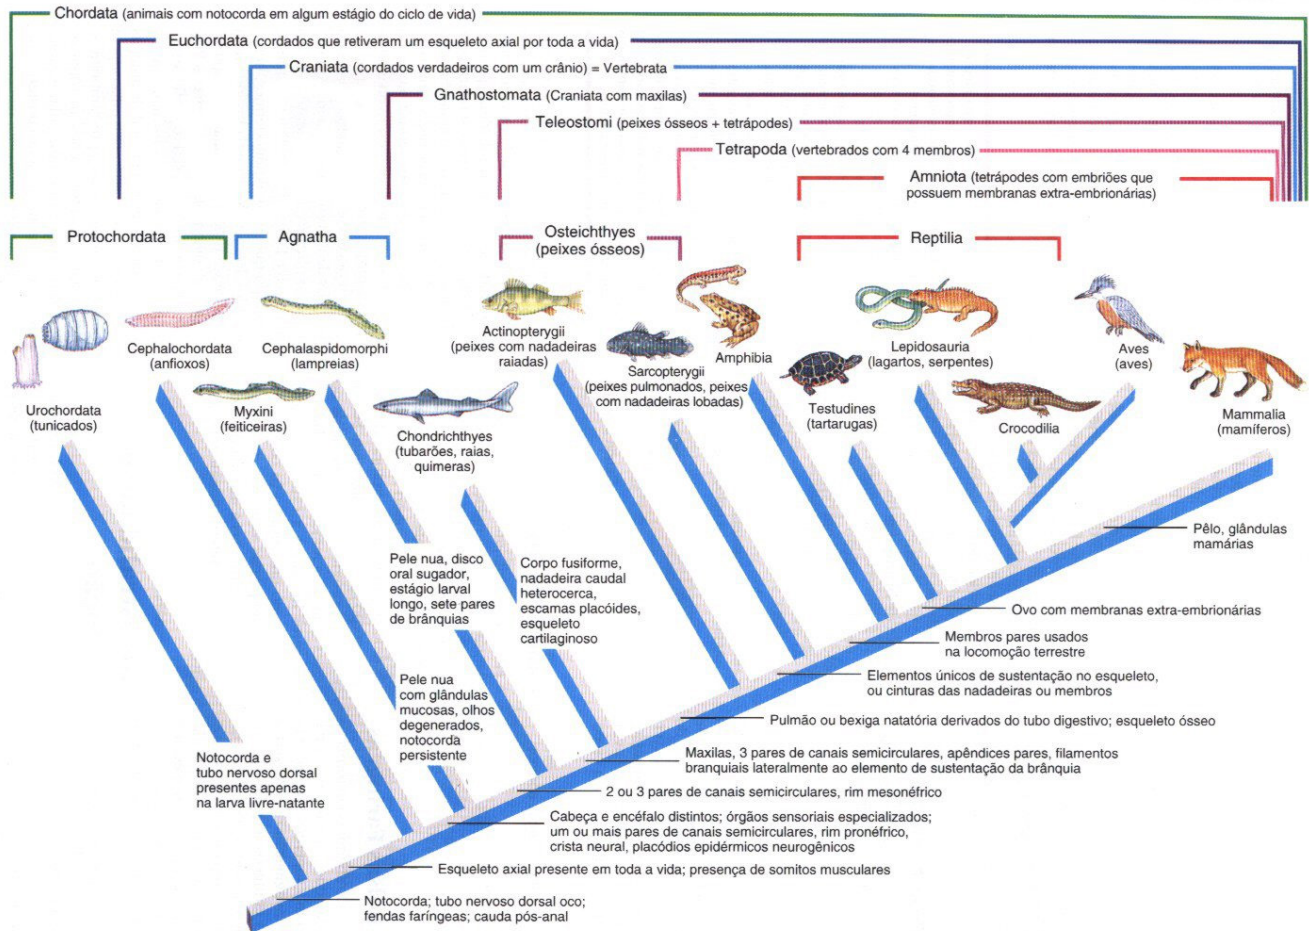 Chordata (animais com notocorda em algum estágio do ciclo de vida)
Euchordata (cordados que retiveram um esqueleto axial por toda a vida)
Craniata (cordados verdadeiros com um crânio) = Vertebrata
Gnathostomata (Craniata com maxilas)
Teleostomi (peixes ósseos + tetrápodes)
Tetrapoda (vertebrados com 4 membros)
Amniota (tetrápodes com embriões que
possuem membranas extra-embrionárias)
Protochordata
Agnatha
Osteichthyes
(peixes ósseos)
Reptilia
Urochordata
(tunicados)
Cephalochordata
(anfioxos)
Myxini
(feiticeiras)
Cephalaspidomorphi
(lampreias)
Chondrichthyes
(tubarões, raias,
quimeras)
Actinopterygii
(peixes com nadadeiras
raiadas)
Sarcopterygii
(peixes pulmonados, peixes
com nadadeiras lobadas)
Amphibia
Testudines
(tartarugas)
Lepidosauria
(lagartos, serpentes)
Crocodilia
Aves
(aves)
Mammalia
(mamíferos)
Pêlo, glândulas
mamárias
Pele nua, disco
oral sugador,
estágio larval
longo, sete pares
de brânquias
Corpo fusiforme,
nadadeira caudal
heterocerca,
escamas placóides,
esqueleto
cartilaginoso
Ovo com membranas extra-embrionárias
Membros pares usados
na locomoção terrestre
Elementos únicos de sustentação no esqueleto,
ou cinturas das nadadeiras ou membros
Pele nua
com glândulas
mucosas, olhos
degenerados,
notocorda
persistente
Pulmão ou bexiga natatória derivados do tubo digestivo; esqueleto ósseo
Notocorda e
tubo nervoso dorsal
presentes apenas
na larva livre-natante
Maxilas, 3 pares de canais semicirculares, apêndices pares, filamentos
branquiais lateralmente ao elemento de sustentação da brânquia
2 ou 3 pares de canais semicirculares, rim mesonéfrico
Cabeça e encéfalo distintos; órgãos sensoriais especializados;
um ou mais pares de canais semicirculares, rim pronéfrico,
crista neural, placódios epidérmicos neurogênicos
Esqueleto axial presente em toda a vida; presença de somitos musculares
Notocorda; tubo nervoso dorsal oco;
fendas faríngeas; cauda pós-anal